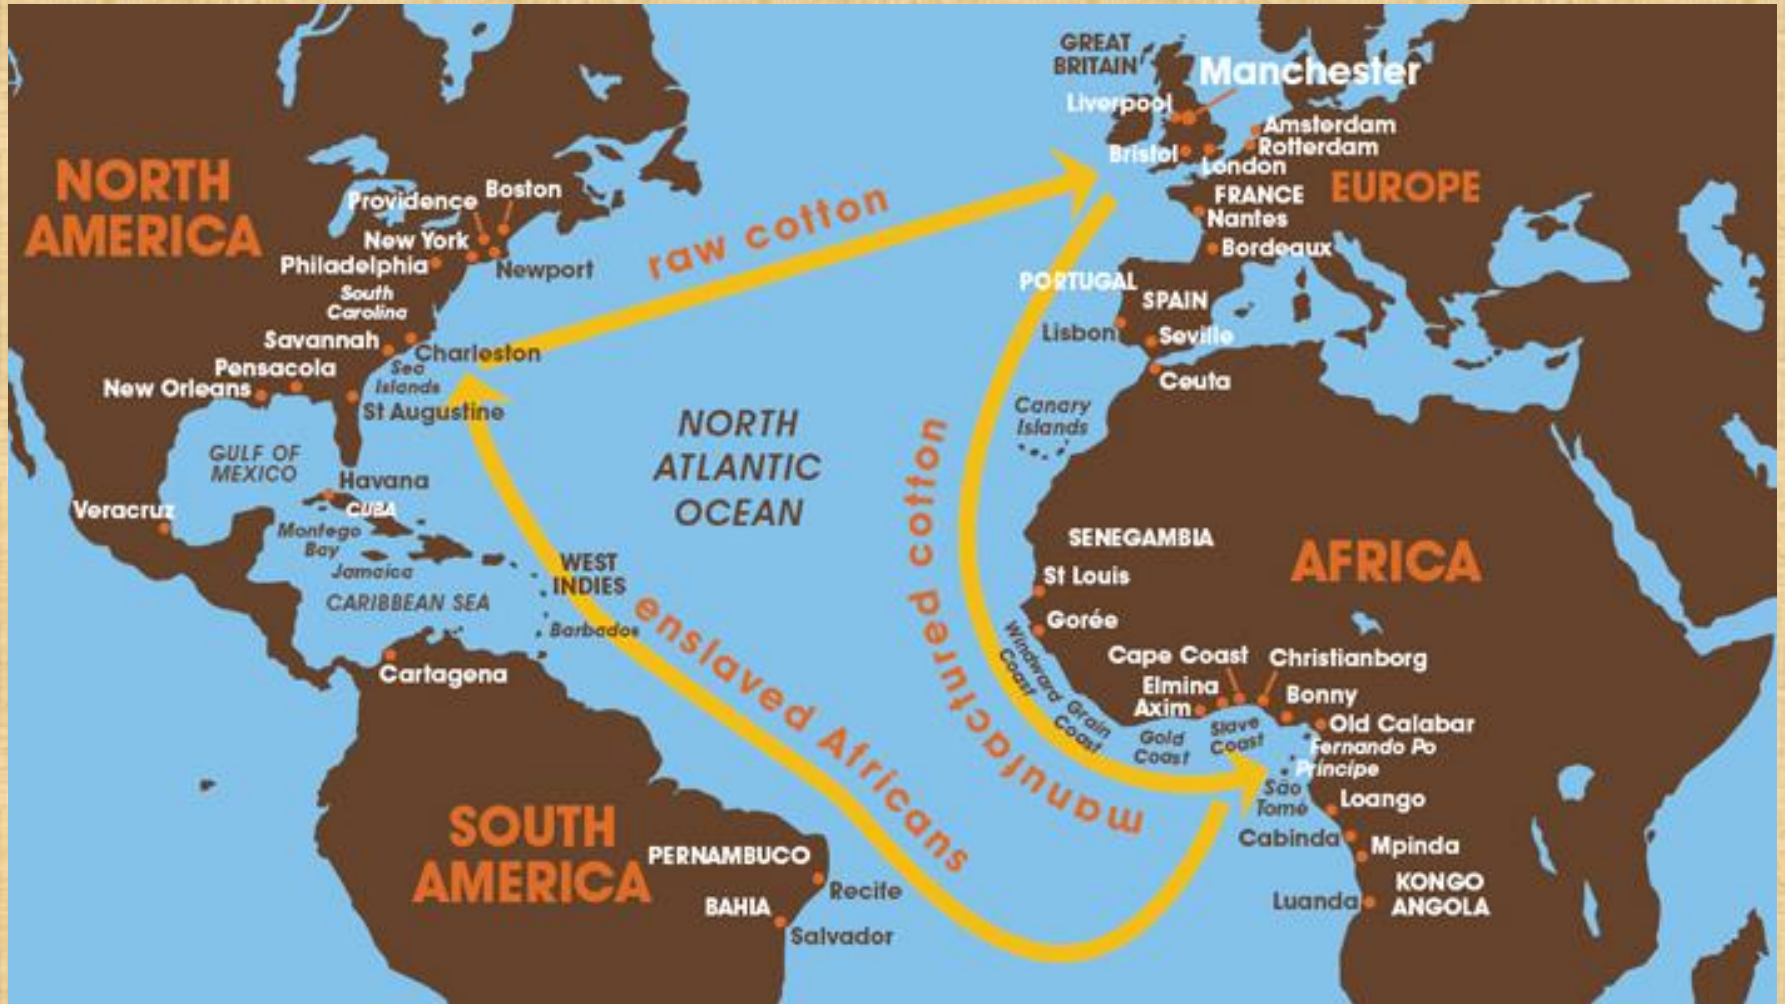 GREAT
BRITAIN
Manchester
Liverpool
Amsterdam
Rotterdam
Bristol
London
NORTH
AMERICA
FRANCE
EUROPE
Providence
Boston
Nantes
raw cotton
New York
Bordeaux
Philadelphia
Newport
PORTUGAL
SPAIN
South
Carolina
Lisbon
Seville
Savannah
Charleston
Pensacola
Sea
Islands
Ceuta
New Orleans
St Augustine
Canary
Islands
NORTH
ATLANTIC
OCEAN
GULF OF
MEXICO
Havana
manufactured cotton
Veracruz
CUBA
Montego
Bay
SENEGAMBIA
AFRICA
Jamaica
WEST
INDIES
St Louis
CARIBBEAN SEA
enslaved Africans
Barbados
Gorée
Windward
Coast
Cartagena
Cape Coast
Christianborg
Elmina
Bonny
Axim
Grain
Coast
Gold
Coast
Slave
Coast
Old Calabar
Fernando Po
Príncipe
São
Tomé
Loango
SOUTH
AMERICA
Cabinda
Mpinda
PERNAMBUCO
Recife
KONGO
ANGOLA
Luanda
BAHIA
Salvador